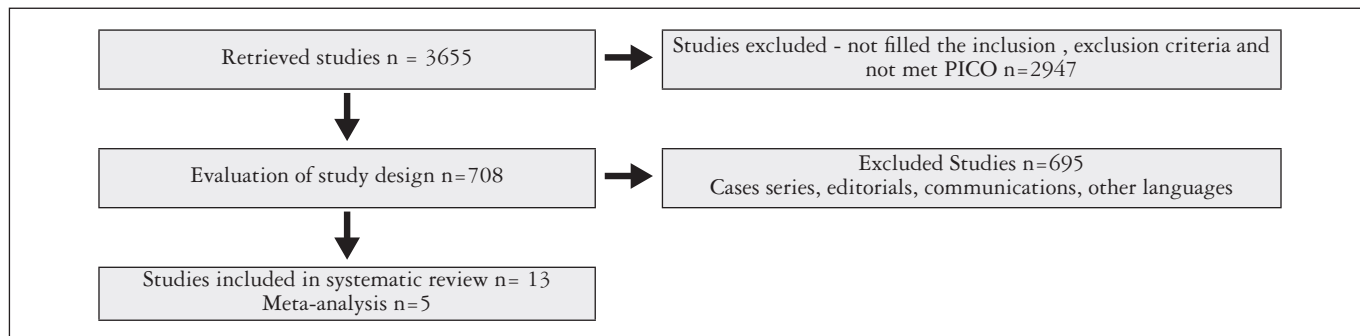 Retrieved studies n = 3655
Studies excluded - not filled the inclusion , exclusion criteria and
not met PICO n=2947
Evaluation of study design n=708
Excluded Studies n=695
Cases series, editorials, communications, other languages
Studies included in systematic review n= 13
Meta-analysis n=5